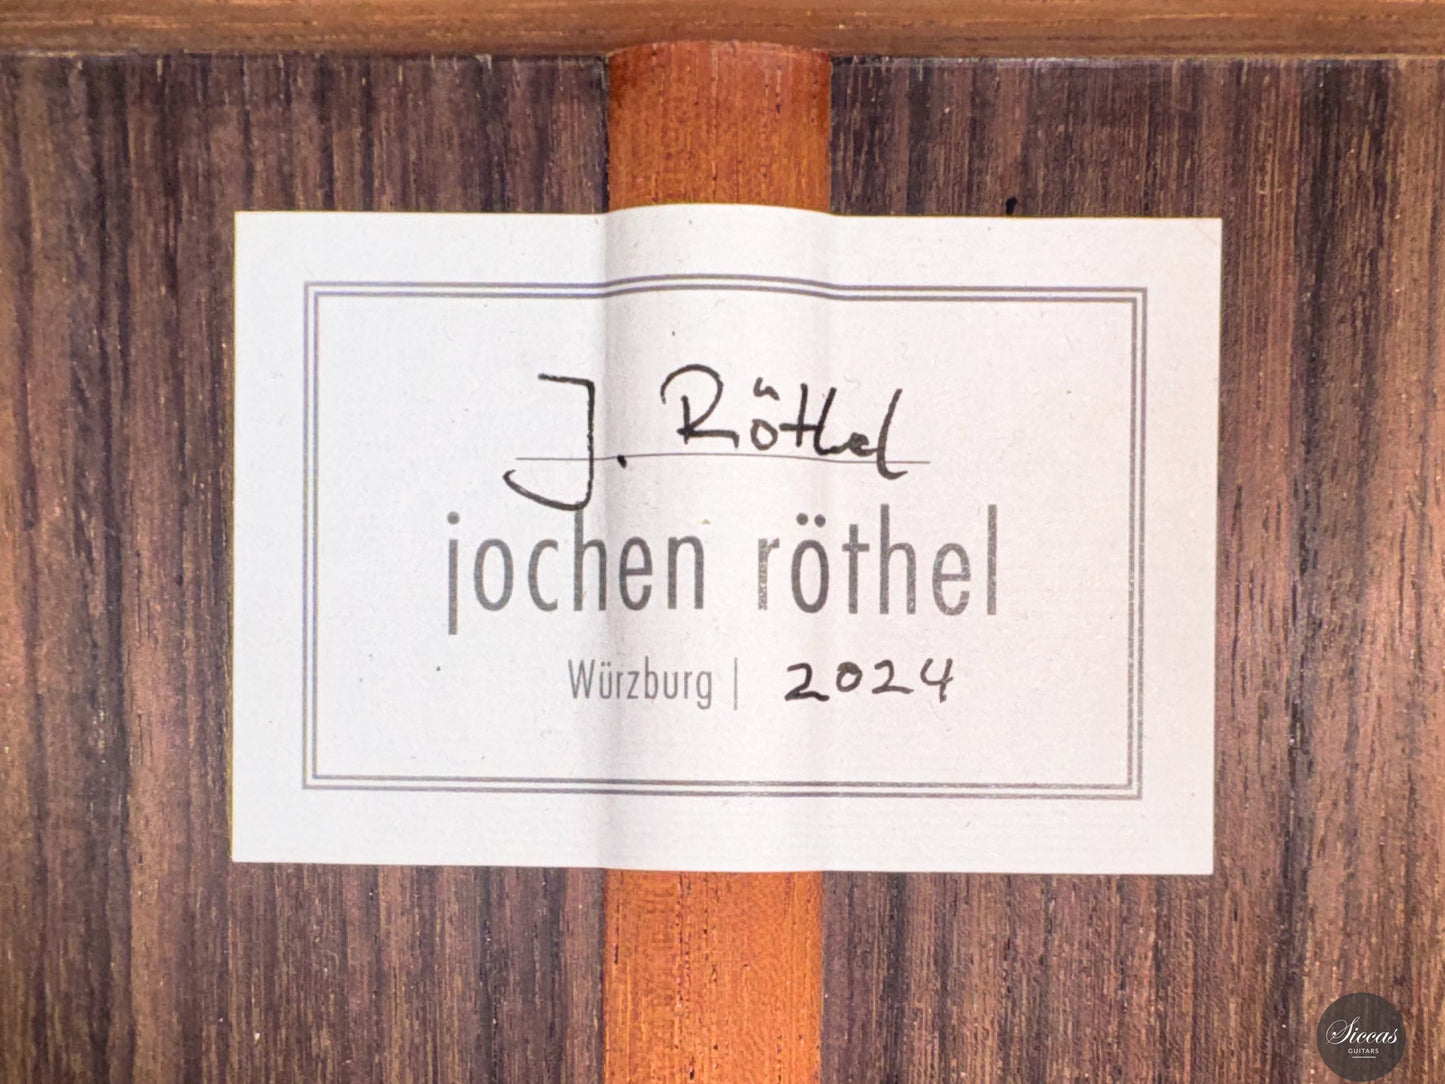 J. Röthel
jochen röthel
Würzburg | 2024
Siccas
GUITARS